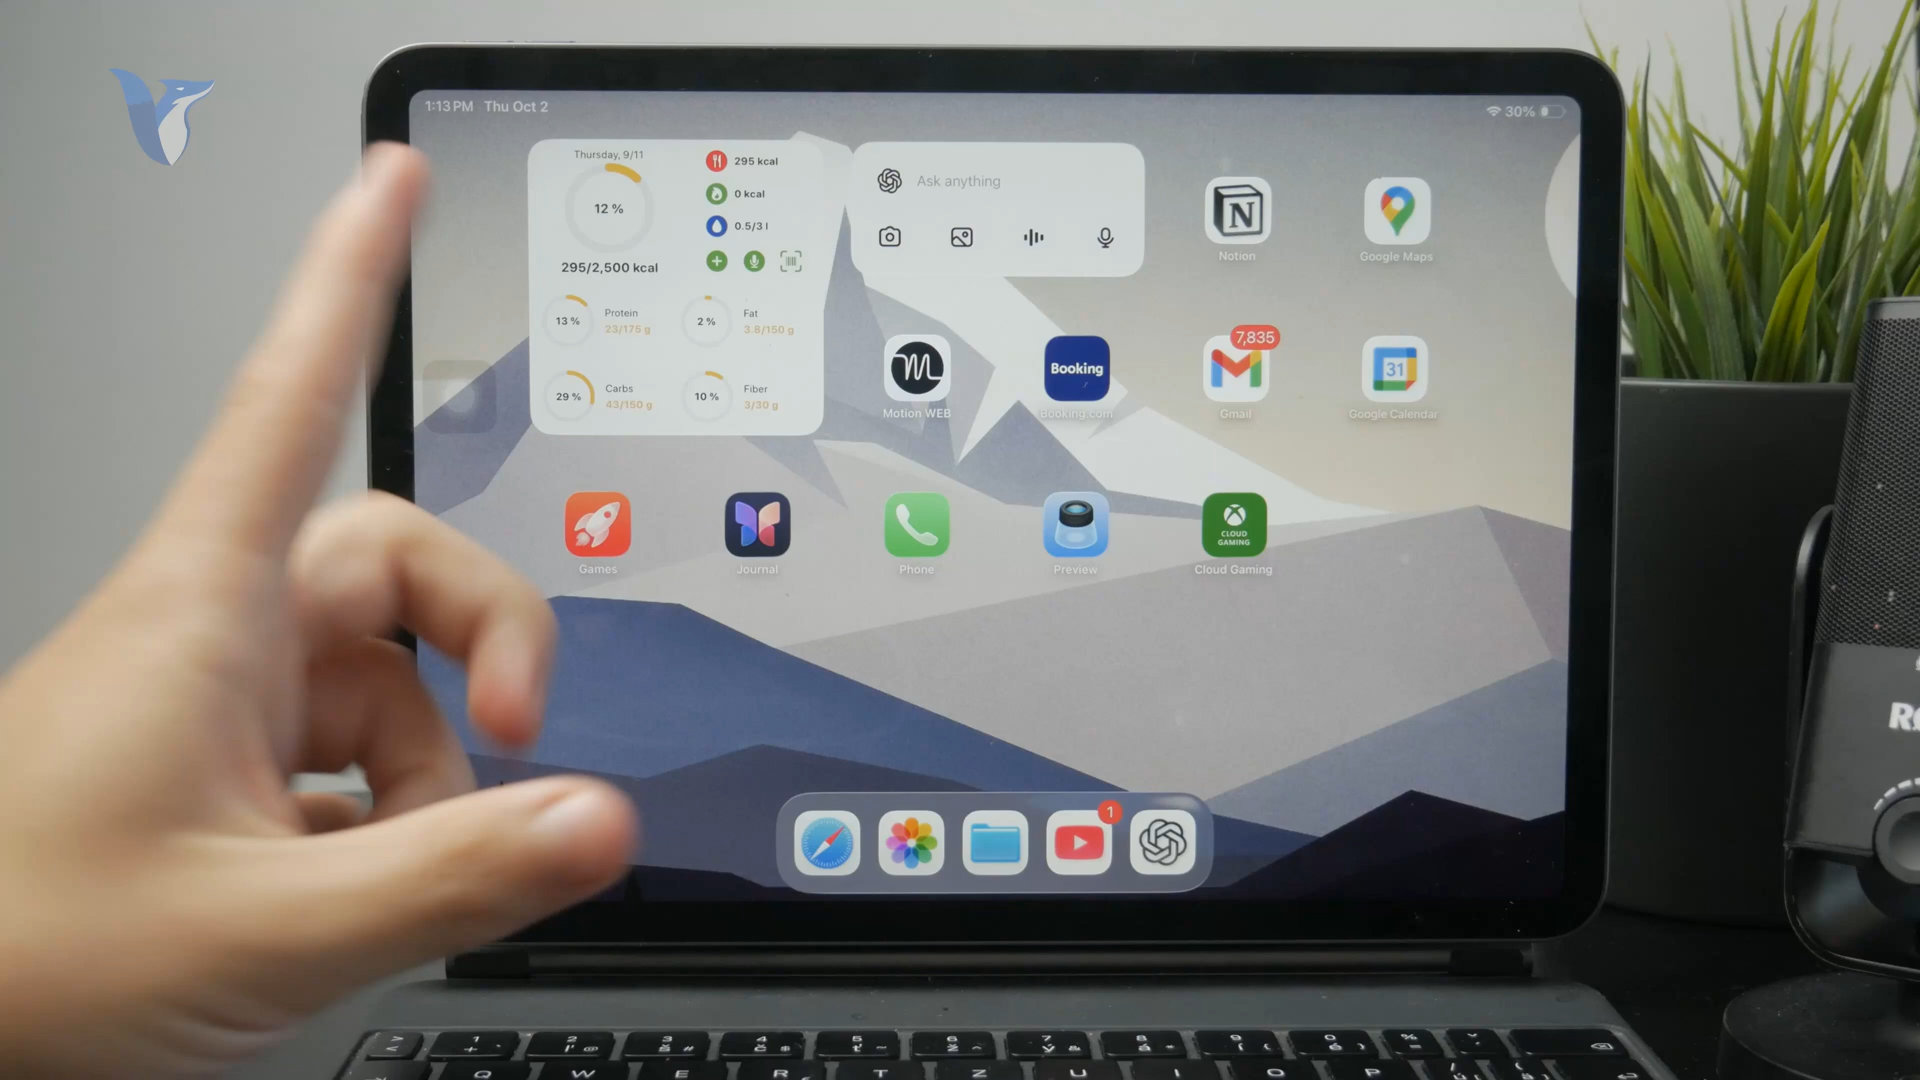 1:13 PM Thu Oct 2
30%
Thursday, 9/11
12 %
295/2,500 kcal
295 kcal
0 kcal
0.5/3 l
13 %
Protein
23/175 g
2 %
Fat
3.8/150 g
29 %
Carbs
43/150 g
10 %
Fiber
3/30 g
Ask anything
Notion
Google Maps
Motion WEB
Booking
Booking.com
7,835
Gmail
31
Google Calendar
Games
Journal
Phone
Preview
CLOUD
GAMING
Cloud Gaming
1
Q W E R T Z U I O P